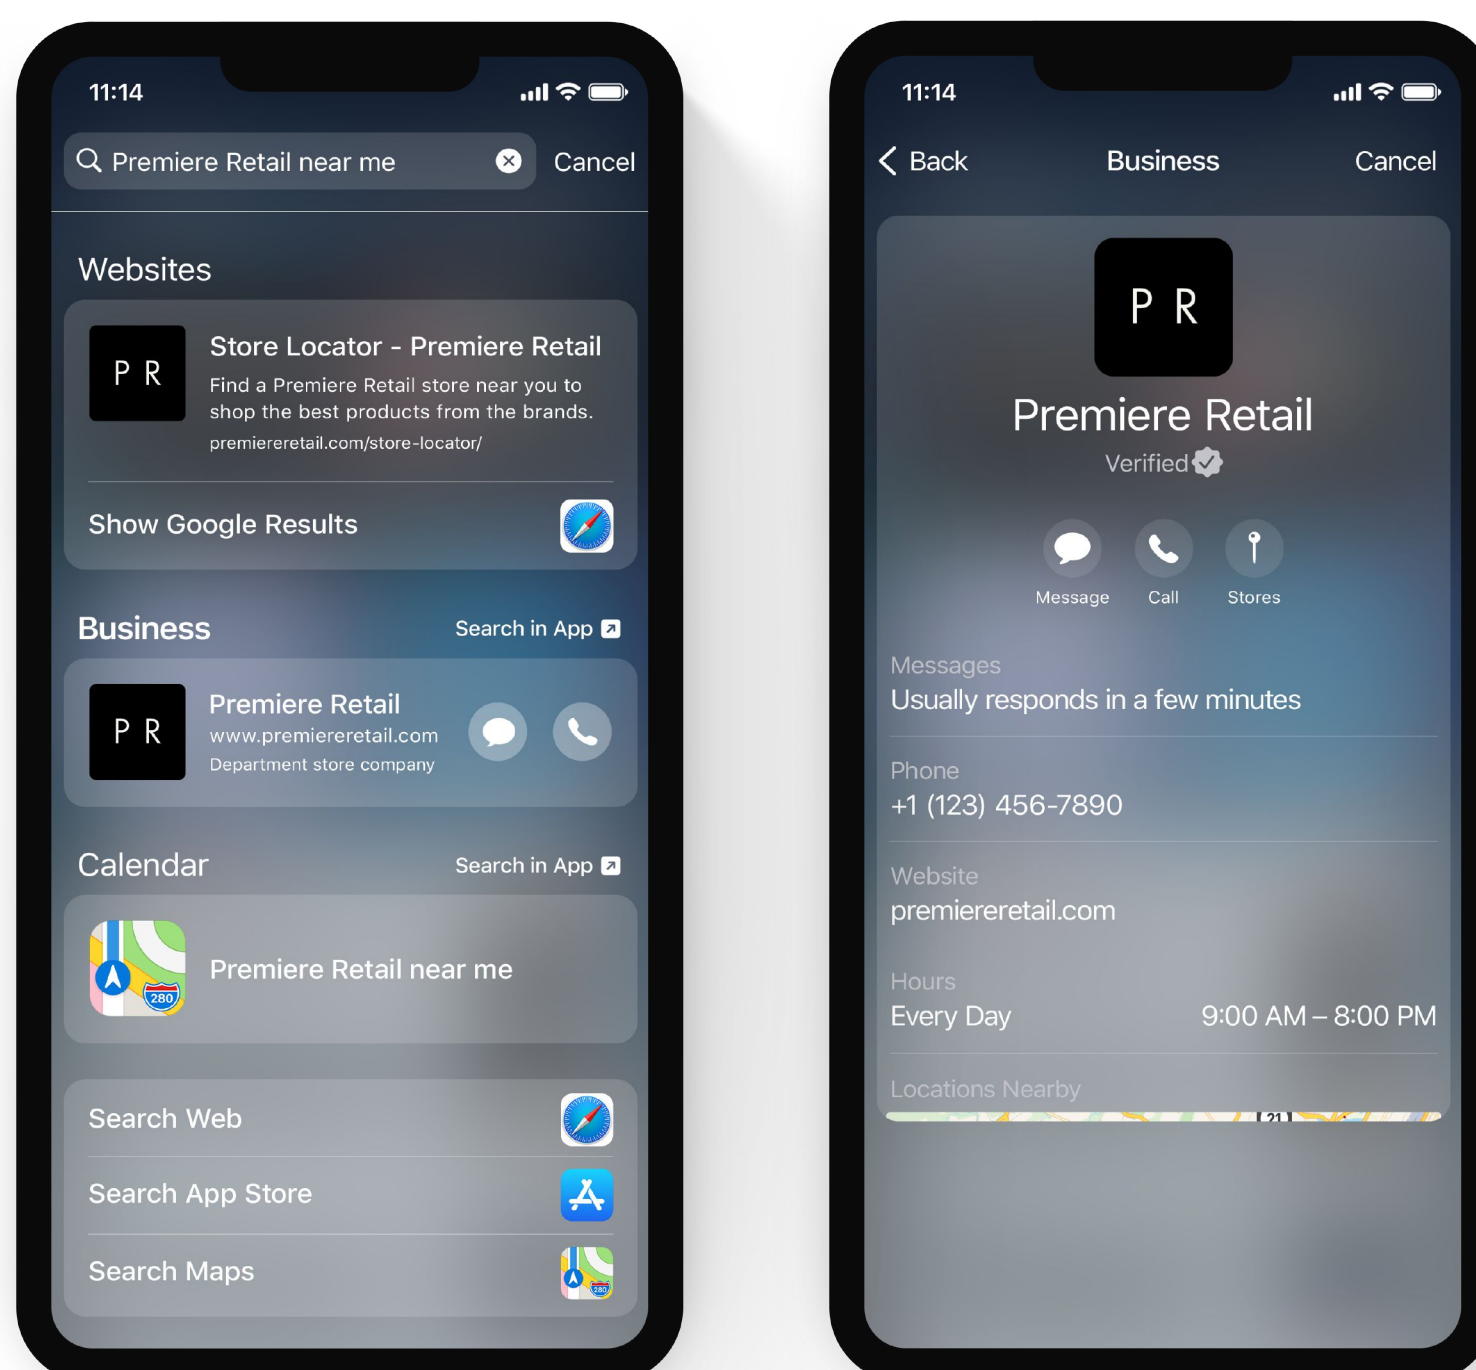 11:14
Premiere Retail near me
Cancel
Websites
P R
Store Locator - Premiere Retail
Find a Premiere Retail store near you to
shop the best products from the brands.
premiereretail.com/store-locator/
Show Google Results
Business
Search in App
P R
Premiere Retail
www.premiereretail.com
Department store company
Calendar
Search in App
280
Premiere Retail near me
Search Web
Search App Store
Search Maps
280
11:14
Back
Business
Cancel
P R
Premiere Retail
Verified
Message
Call
Stores
Messages
Usually responds in a few minutes
Phone
+1 (123) 456-7890
Website
premiereretail.com
Hours
Every Day
9:00 AM – 8:00 PM
Locations Nearby
21